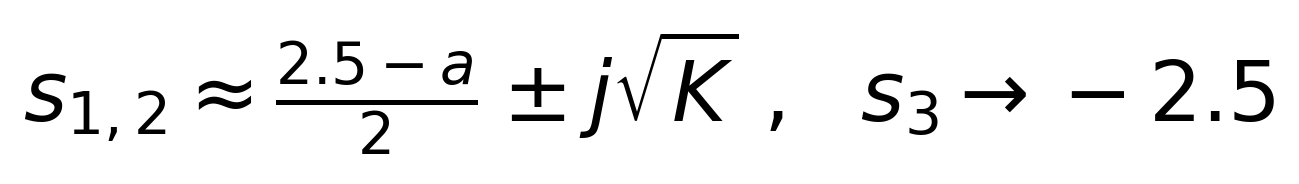 s₁,₂ ≈ (2.5 − a)/2 ± j√K , s₃ → − 2.5